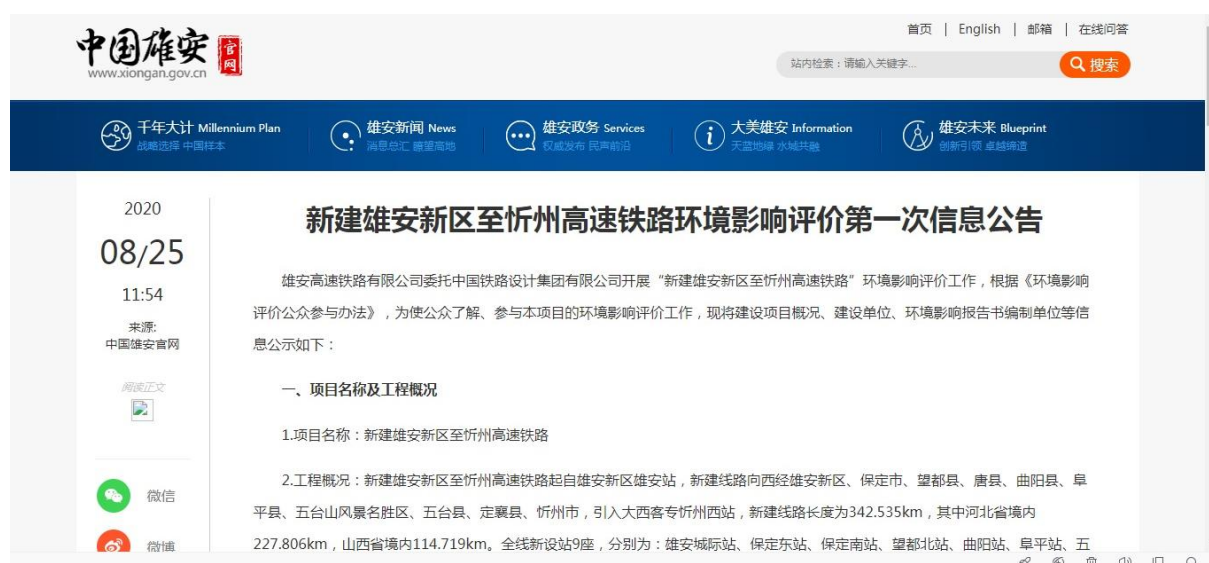 首页 | English | 邮箱 | 在线问答
中国雄安 官网
www.xiongan.gov.cn
站内检索：请输入关键字...
搜索
千年大计 Millennium Plan
战略选择 中国样本
雄安新闻 News
消息总汇 瞭望高地
雄安政务 Services
权威发布 民声前沿
大美雄安 Information
天蓝地绿 水城共融
雄安未来 Blueprint
创新引领 卓越缔造
2020
08/25
11:54
来源:
中国雄安官网
阅读正文
微信
微博
新建雄安新区至忻州高速铁路环境影响评价第一次信息公告
雄安高速铁路有限公司委托中国铁路设计集团有限公司开展“新建雄安新区至忻州高速铁路”环境影响评价工作，根据《环境影响
评价公众参与办法》，为使公众了解、参与本项目的环境影响评价工作，现将建设项目概况、建设单位、环境影响报告书编制单位等信
息公示如下：
一、项目名称及工程概况
1.项目名称：新建雄安新区至忻州高速铁路
2.工程概况：新建雄安新区至忻州高速铁路起自雄安新区雄安站，新建线路向西经雄安新区、保定市、望都县、唐县、曲阳县、阜
平县、五台山风景名胜区、五台县、定襄县、忻州市，引入大西客专忻州西站，新建线路长度为342.535km，其中河北省境内
227.806km，山西省境内114.719km。全线新设站9座，分别为：雄安城际站、保定东站、保定南站、望都北站、曲阳站、阜平站、五